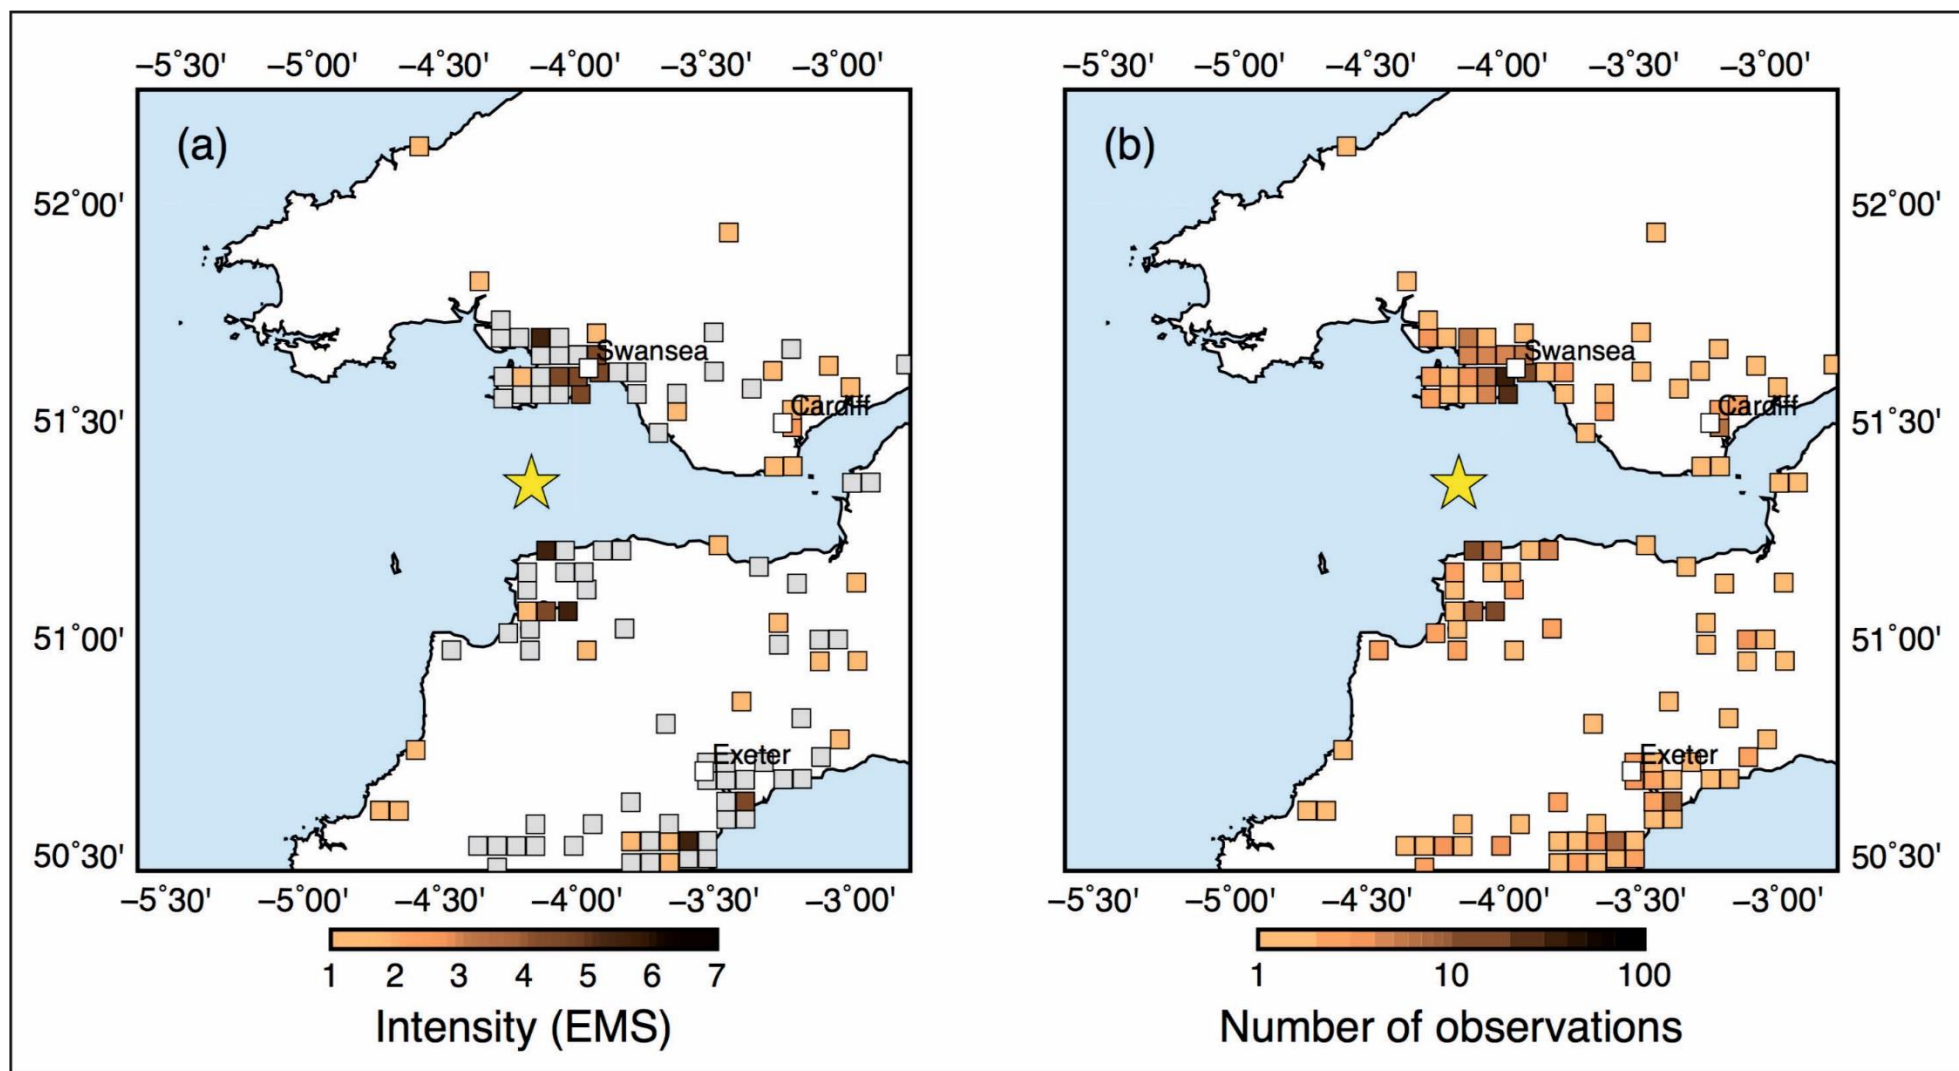 −5˚30' −5˚00' −4˚30' −4˚00' −3˚30' −3˚00'
(a)
52˚00'
51˚30'
51˚00'
50˚30'
Swansea
Cardiff
Exeter
−5˚30' −5˚00' −4˚30' −4˚00' −3˚30' −3˚00'
1 2 3 4 5 6 7
Intensity (EMS)
−5˚30' −5˚00' −4˚30' −4˚00' −3˚30' −3˚00'
(b)
52˚00'
51˚30'
51˚00'
50˚30'
Swansea
Cardiff
Exeter
−5˚30' −5˚00' −4˚30' −4˚00' −3˚30' −3˚00'
1 10 100
Number of observations